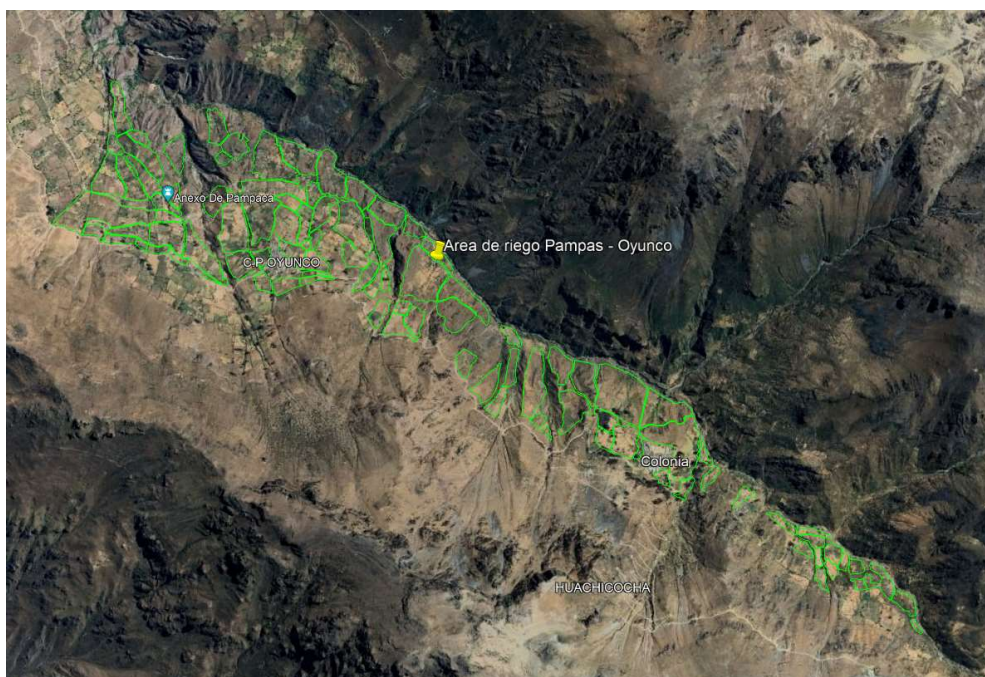 Anexo De Pampaca
Area de riego Pampas - Oyunco
C.P OYUNCO
Colonia
HUACHICOCHA